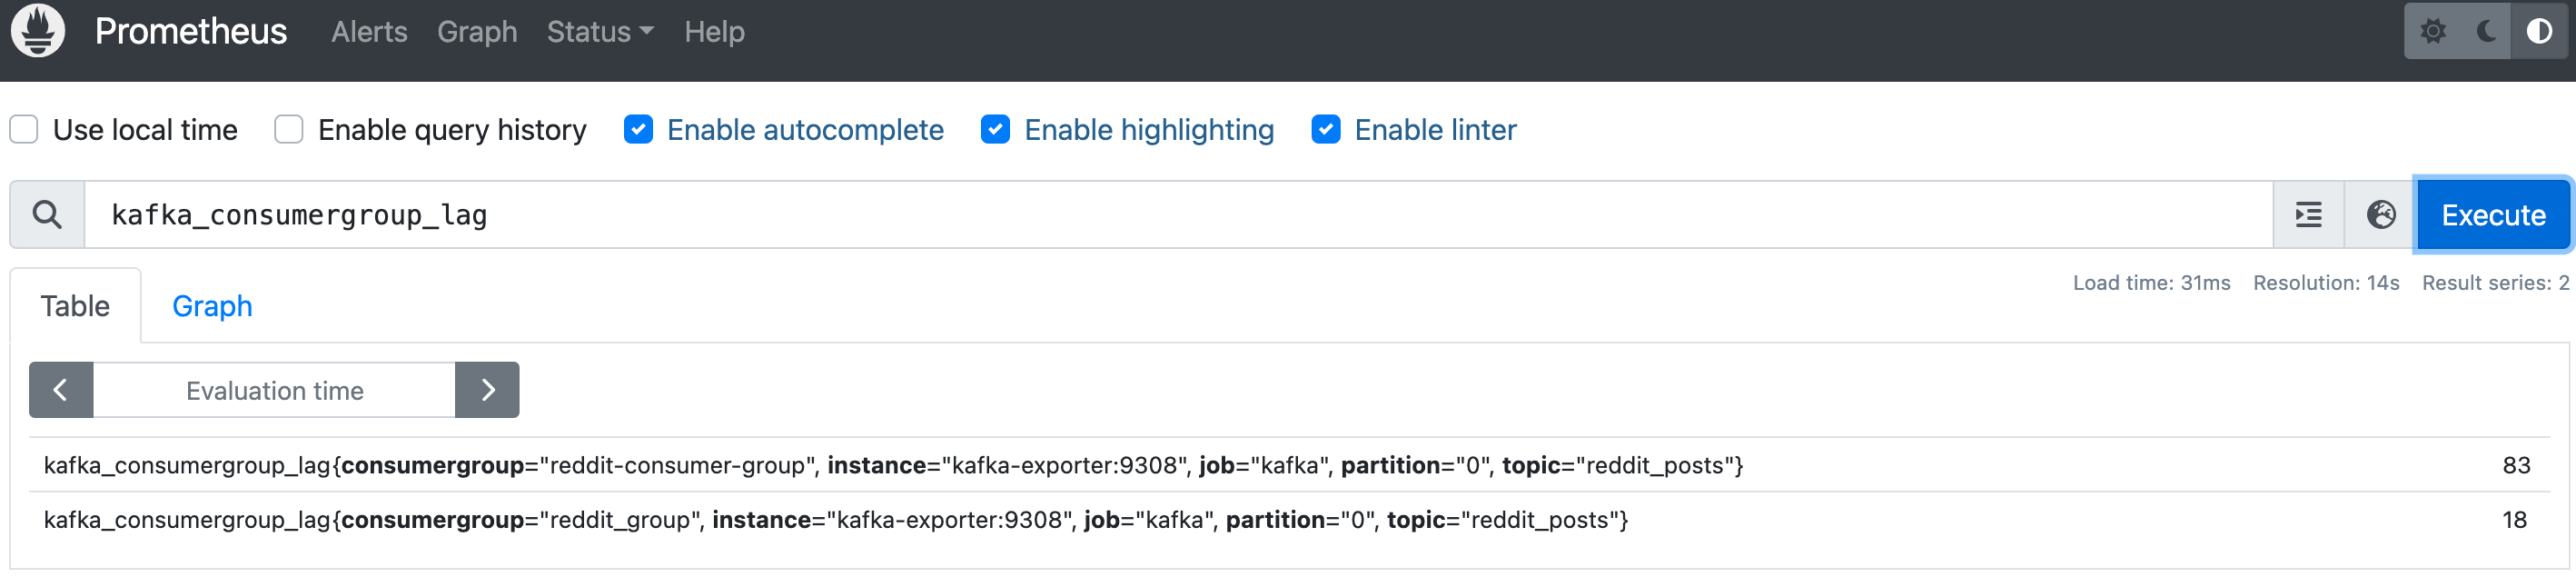 Prometheus Alerts Graph Status Help
Use local time Enable query history Enable autocomplete Enable highlighting Enable linter
kafka_consumergroup_lag Execute
Load time: 31ms Resolution: 14s Result series: 2
Table Graph
Evaluation time
kafka_consumergroup_lag{consumergroup="reddit-consumer-group", instance="kafka-exporter:9308", job="kafka", partition="0", topic="reddit_posts"} 83
kafka_consumergroup_lag{consumergroup="reddit_group", instance="kafka-exporter:9308", job="kafka", partition="0", topic="reddit_posts"} 18